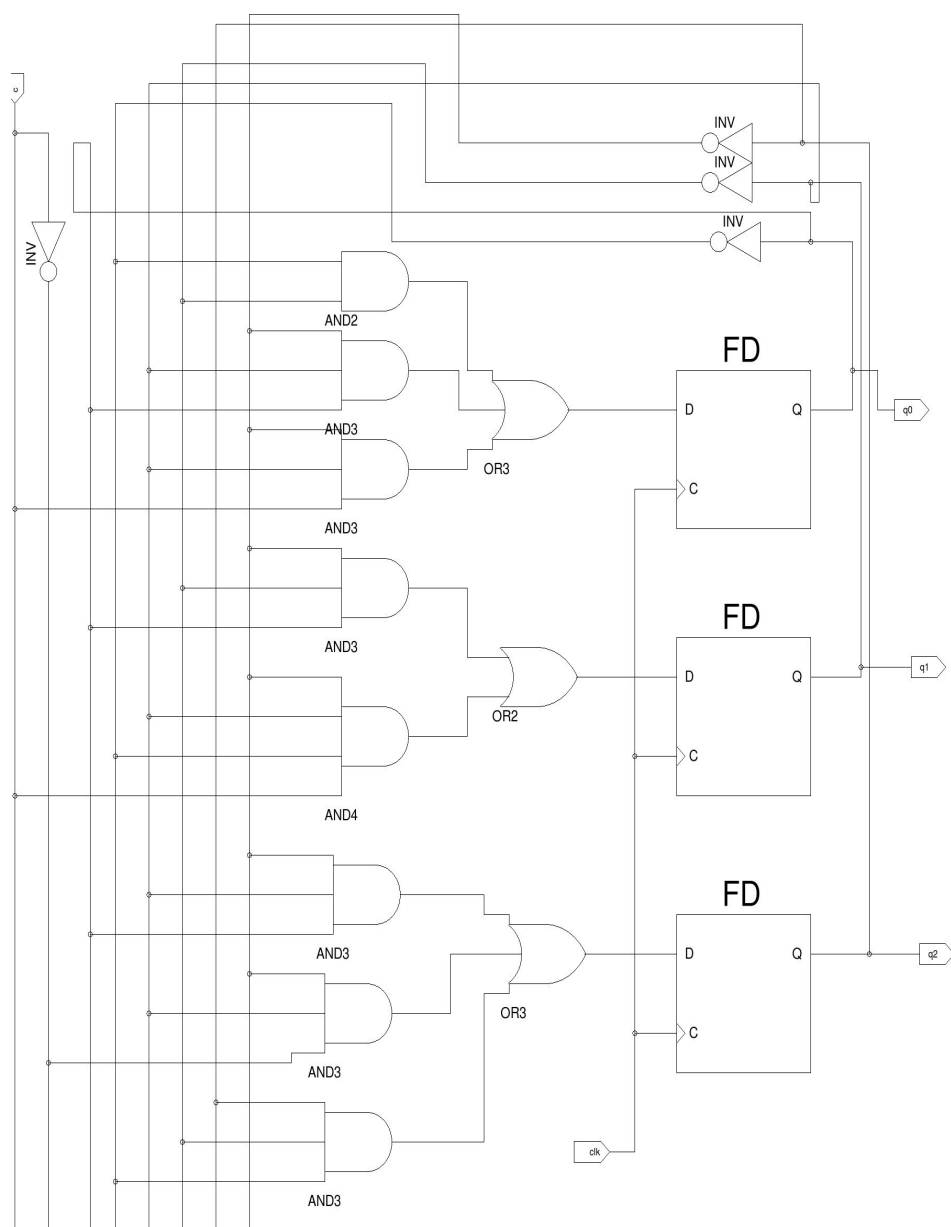 INV
INV
INV
INV
AND2
FD
D
Q
q0
AND3
OR3
C
AND3
AND3
FD
D
Q
q1
OR2
C
AND4
FD
AND3
D
Q
q2
OR3
C
AND3
clk
AND3